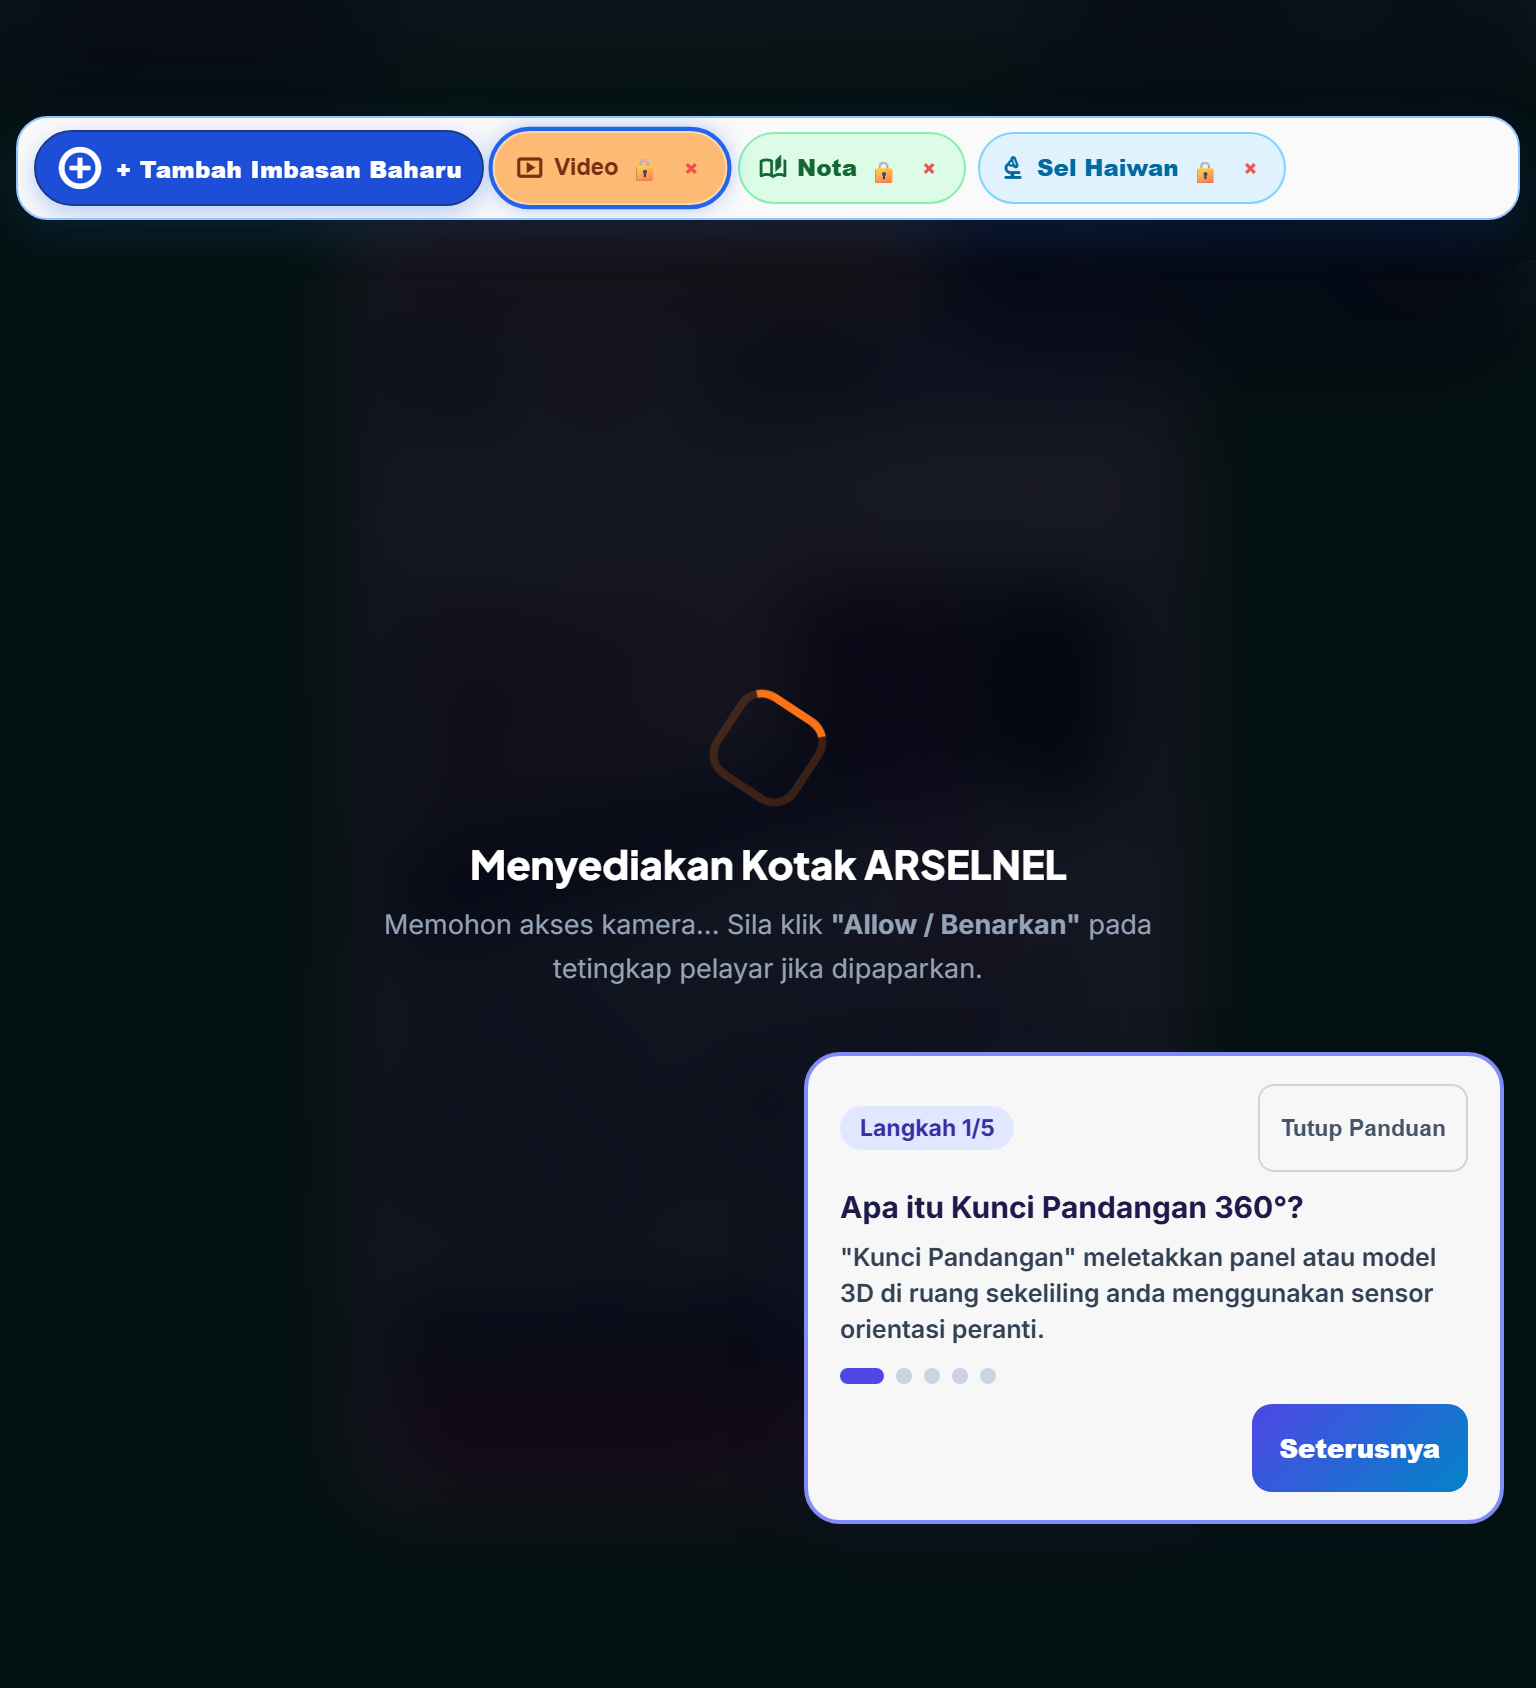 + Tambah Imbasan Baharu
Video 🔒 ×
Nota 🔒 ×
Sel Haiwan 🔒 ×
Menyediakan Kotak ARSELNEL
Memohon akses kamera... Sila klik "Allow / Benarkan" pada
tetingkap pelayar jika dipaparkan.
Langkah 1/5
Tutup Panduan
Apa itu Kunci Pandangan 360°?
"Kunci Pandangan" meletakkan panel atau model
3D di ruang sekeliling anda menggunakan sensor
orientasi peranti.
Seterusnya